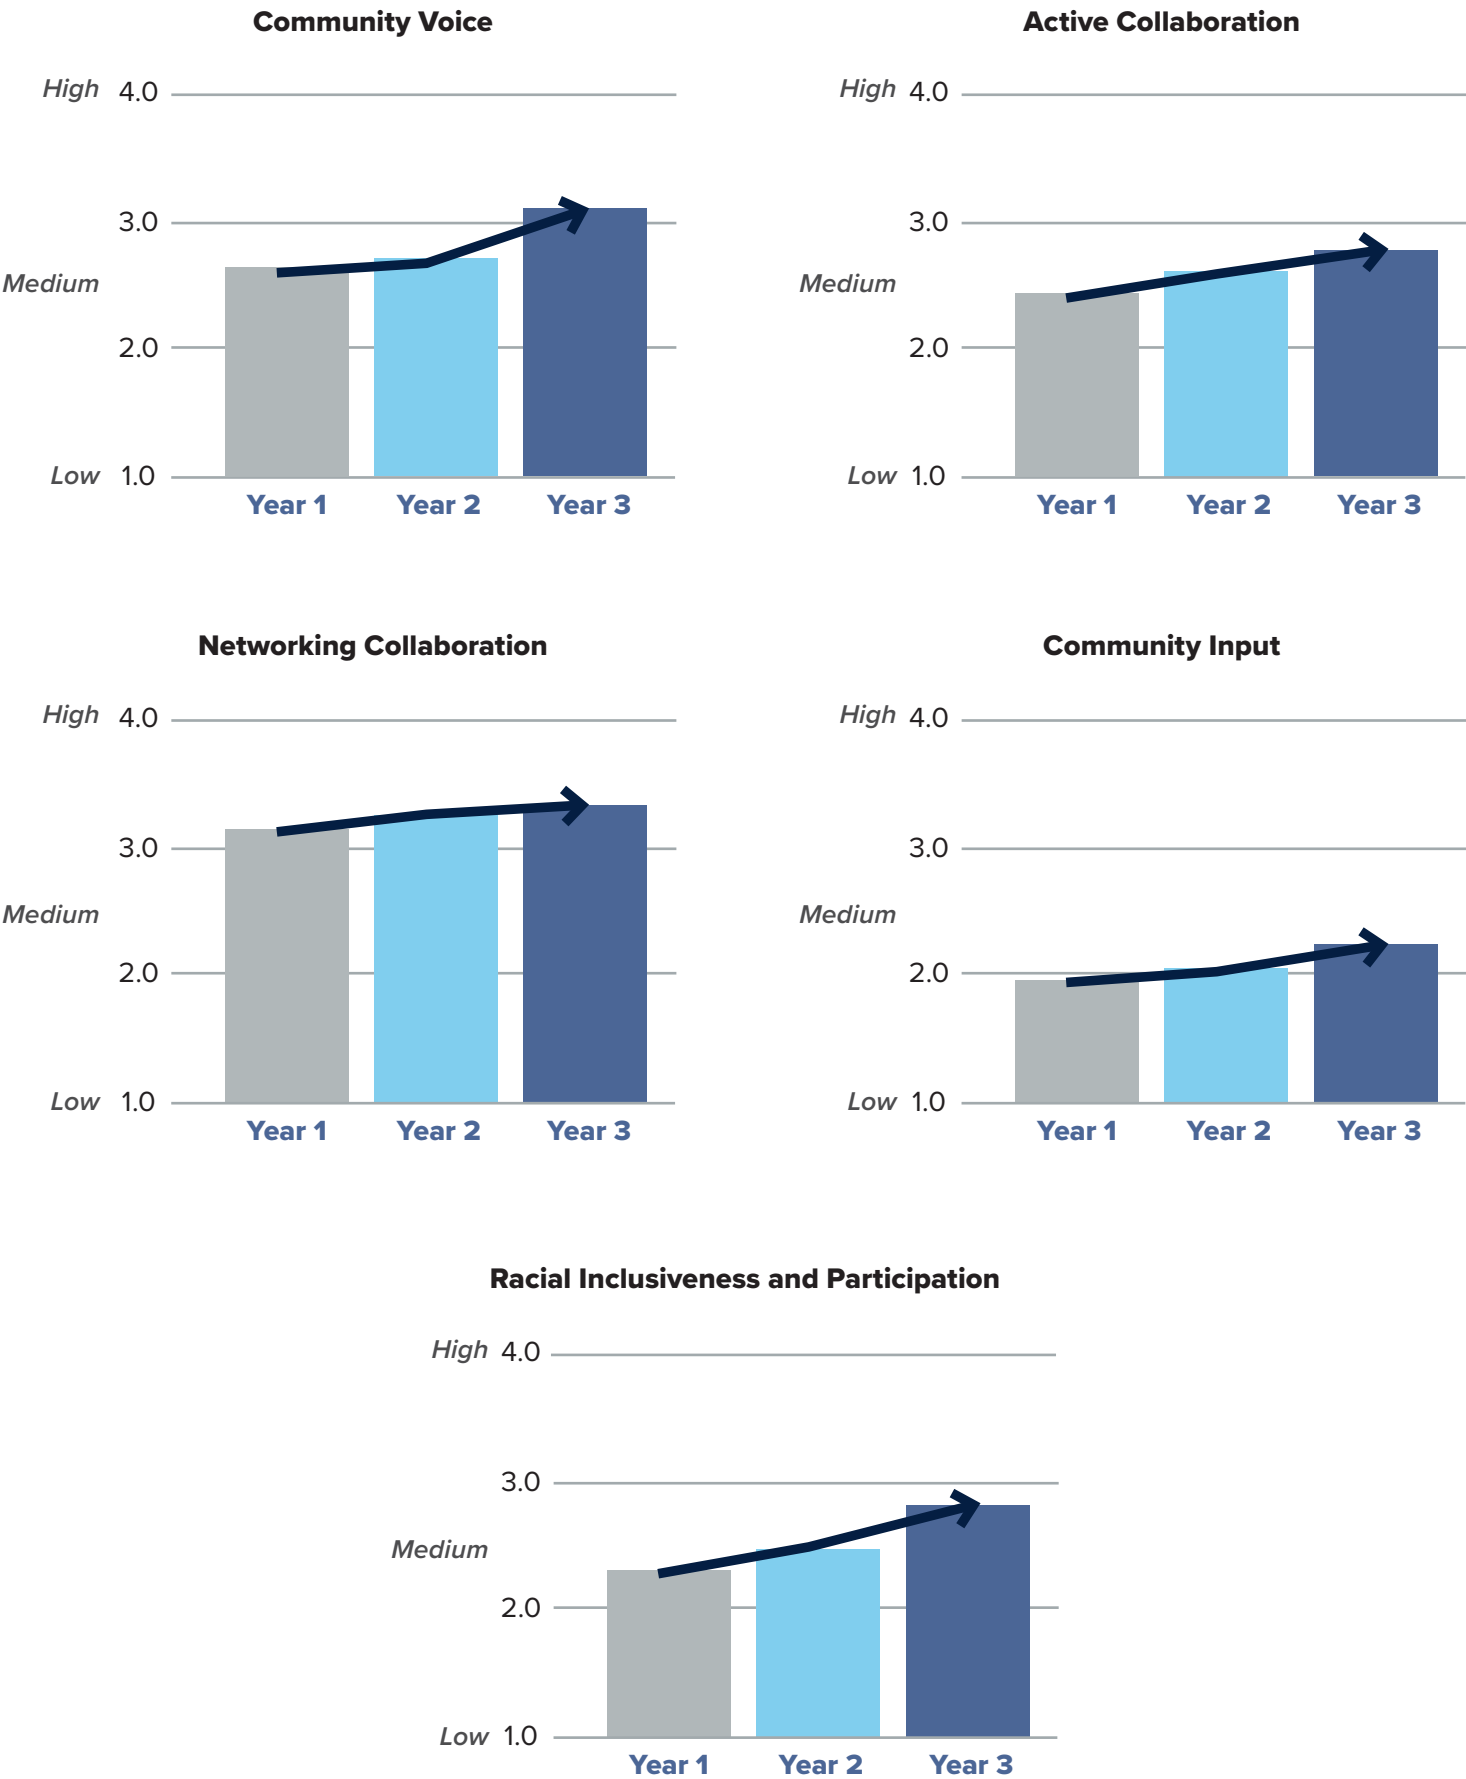 Community Voice
High 4.0
3.0
Medium
2.0
Low 1.0
Year 1 Year 2 Year 3
Active Collaboration
High 4.0
3.0
Medium
2.0
Low 1.0
Year 1 Year 2 Year 3
Networking Collaboration
High 4.0
3.0
Medium
2.0
Low 1.0
Year 1 Year 2 Year 3
Community Input
High 4.0
3.0
Medium
2.0
Low 1.0
Year 1 Year 2 Year 3
Racial Inclusiveness and Participation
High 4.0
3.0
Medium
2.0
Low 1.0
Year 1 Year 2 Year 3